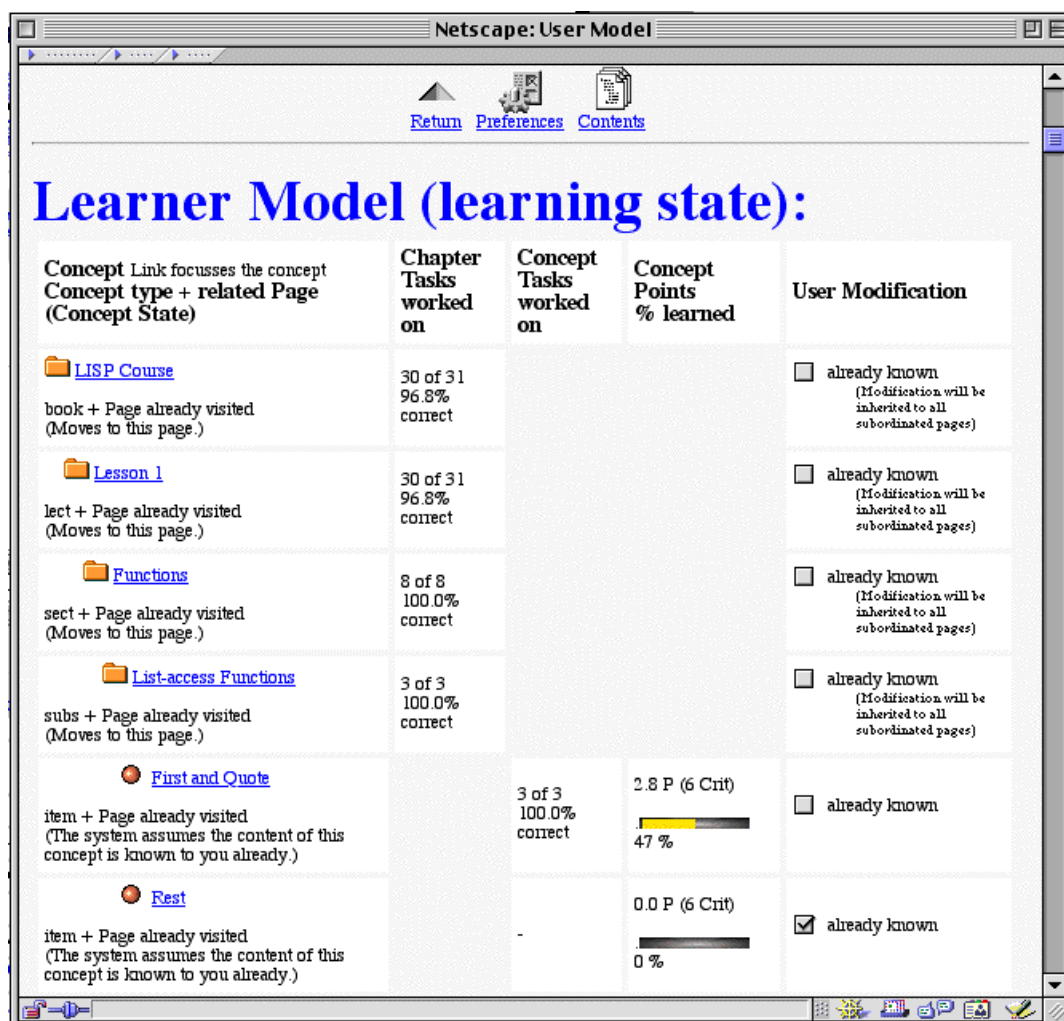 Netscape: User Model
Return Preferences Contents
Learner Model (learning state):
Concept Link focusses the concept
Concept type + related Page
(Concept State)
Chapter
Tasks
worked
on
Concept
Tasks
worked
on
Concept
Points
% learned
User Modification
LISP Course
book + Page already visited
(Moves to this page.)
30 of 31
96.8%
correct
already known
(Modification will be
inherited to all
subordinated pages)
Lesson 1
lect + Page already visited
(Moves to this page.)
30 of 31
96.8%
correct
already known
(Modification will be
inherited to all
subordinated pages)
Functions
sect + Page already visited
(Moves to this page.)
8 of 8
100.0%
correct
already known
(Modification will be
inherited to all
subordinated pages)
List-access Functions
subs + Page already visited
(Moves to this page.)
3 of 3
100.0%
correct
already known
(Modification will be
inherited to all
subordinated pages)
First and Quote
item + Page already visited
(The system assumes the content of this
concept is known to you already.)
3 of 3
100.0%
correct
2.8 P (6 Crit)
47 %
already known
Rest
item + Page already visited
(The system assumes the content of this
concept is known to you already.)
-
0.0 P (6 Crit)
0 %
already known